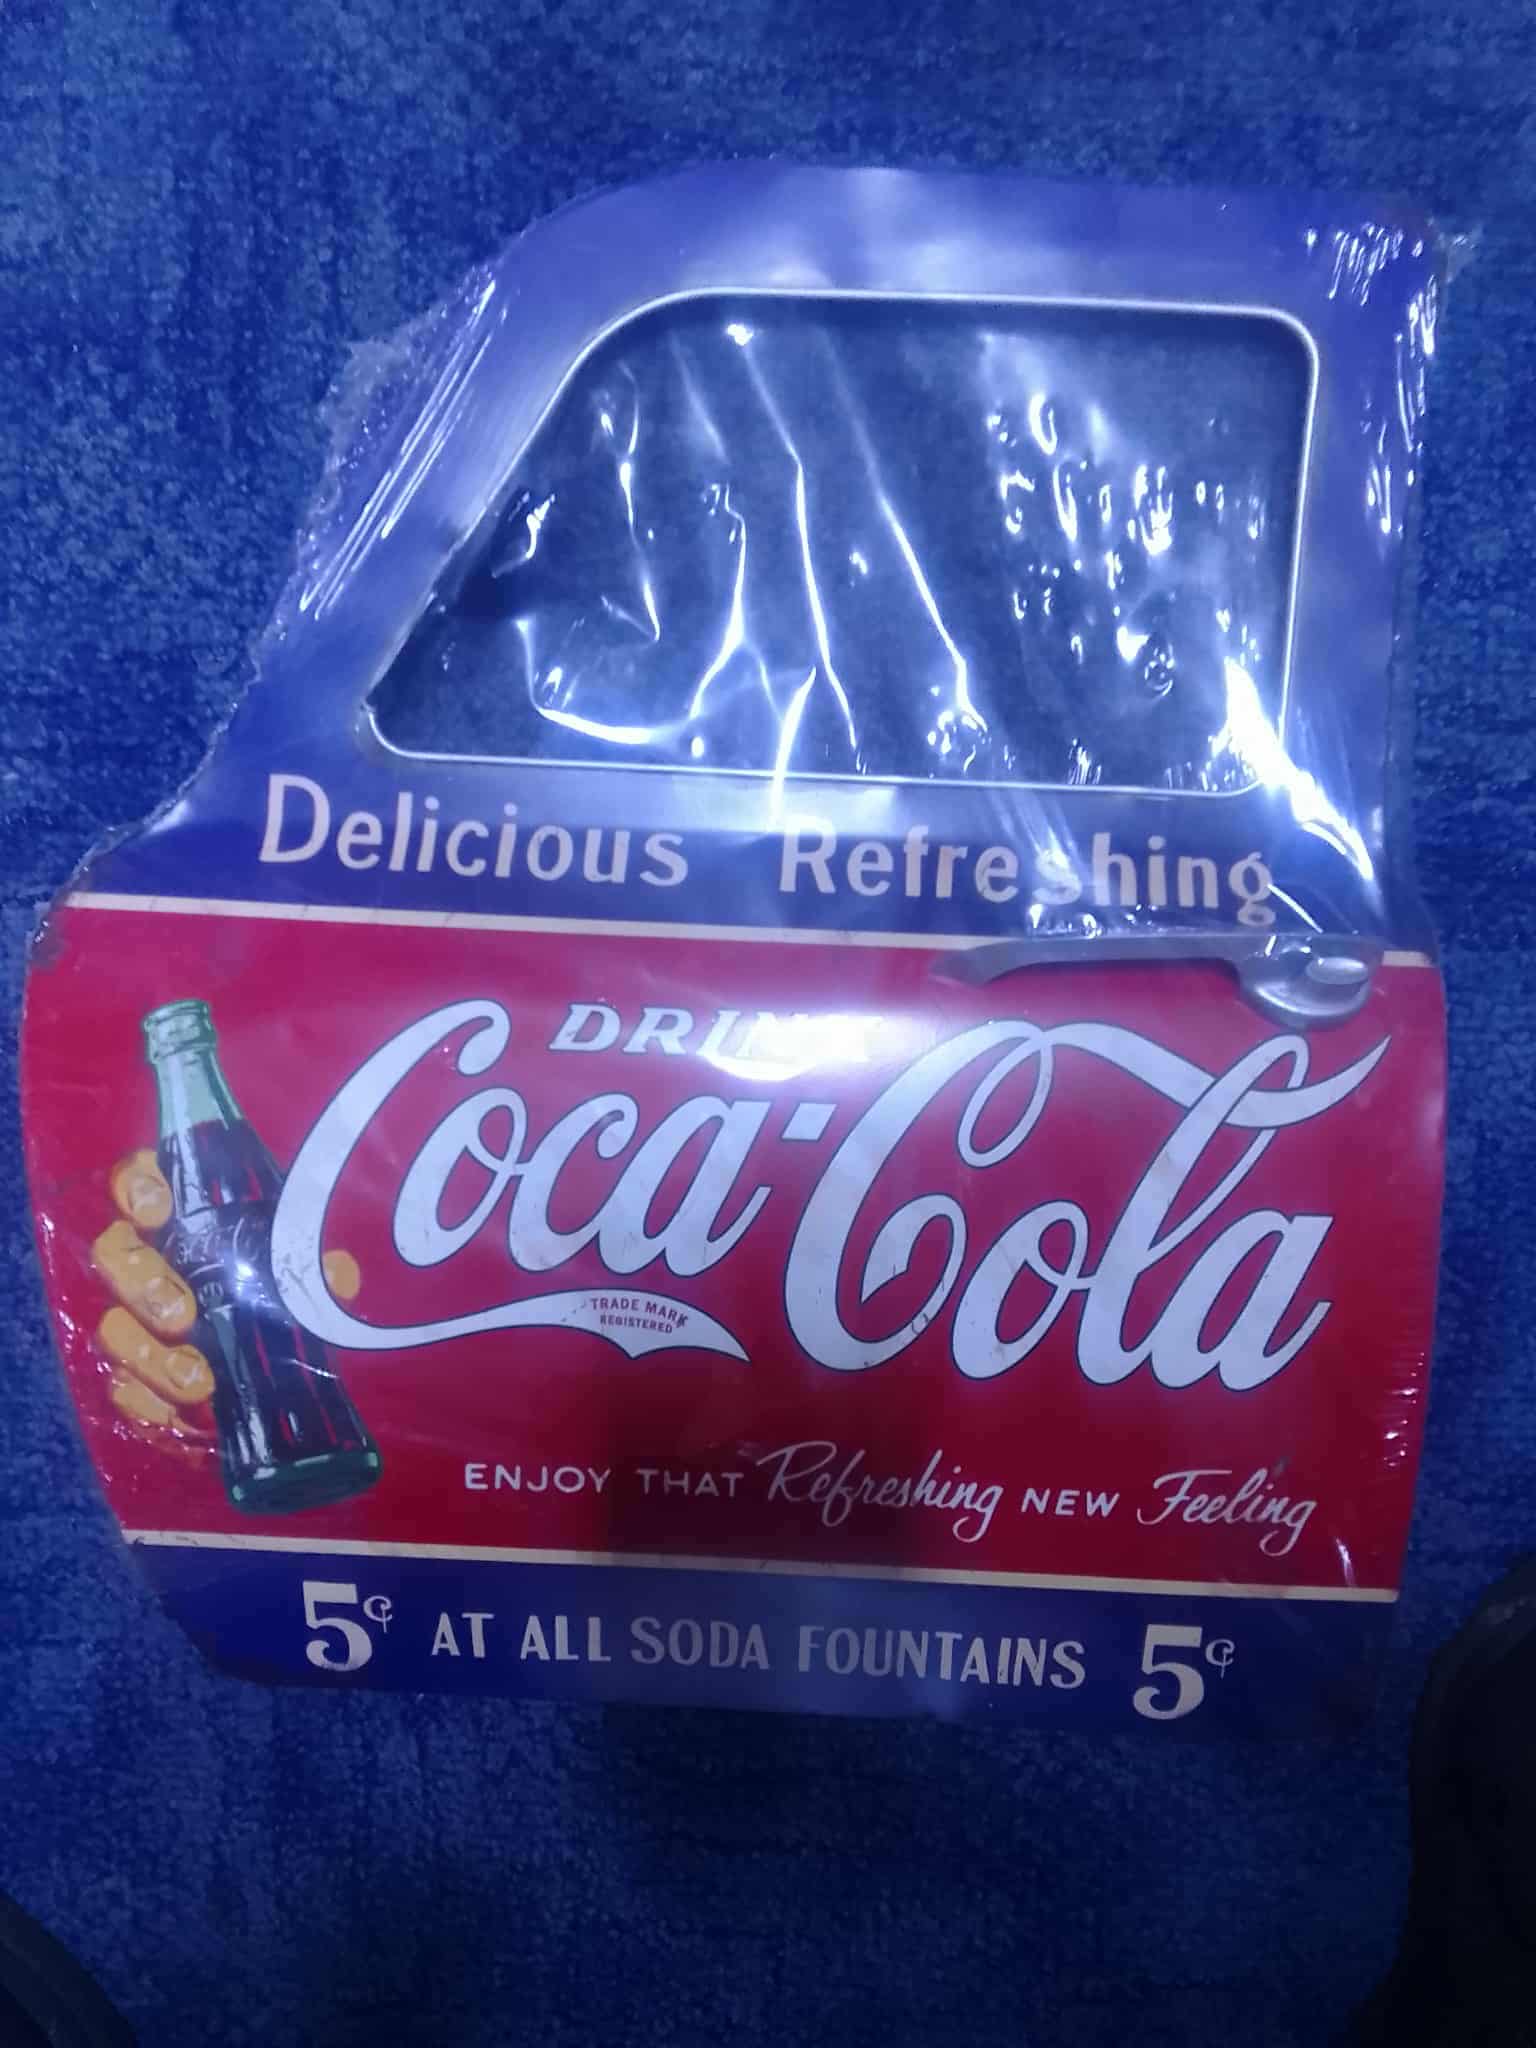 Delicious Refreshing
DRINK
Coca-Cola
TRADE MARK
REGISTERED
ENJOY THAT Refreshing NEW Feeling
5¢ AT ALL SODA FOUNTAINS 5¢